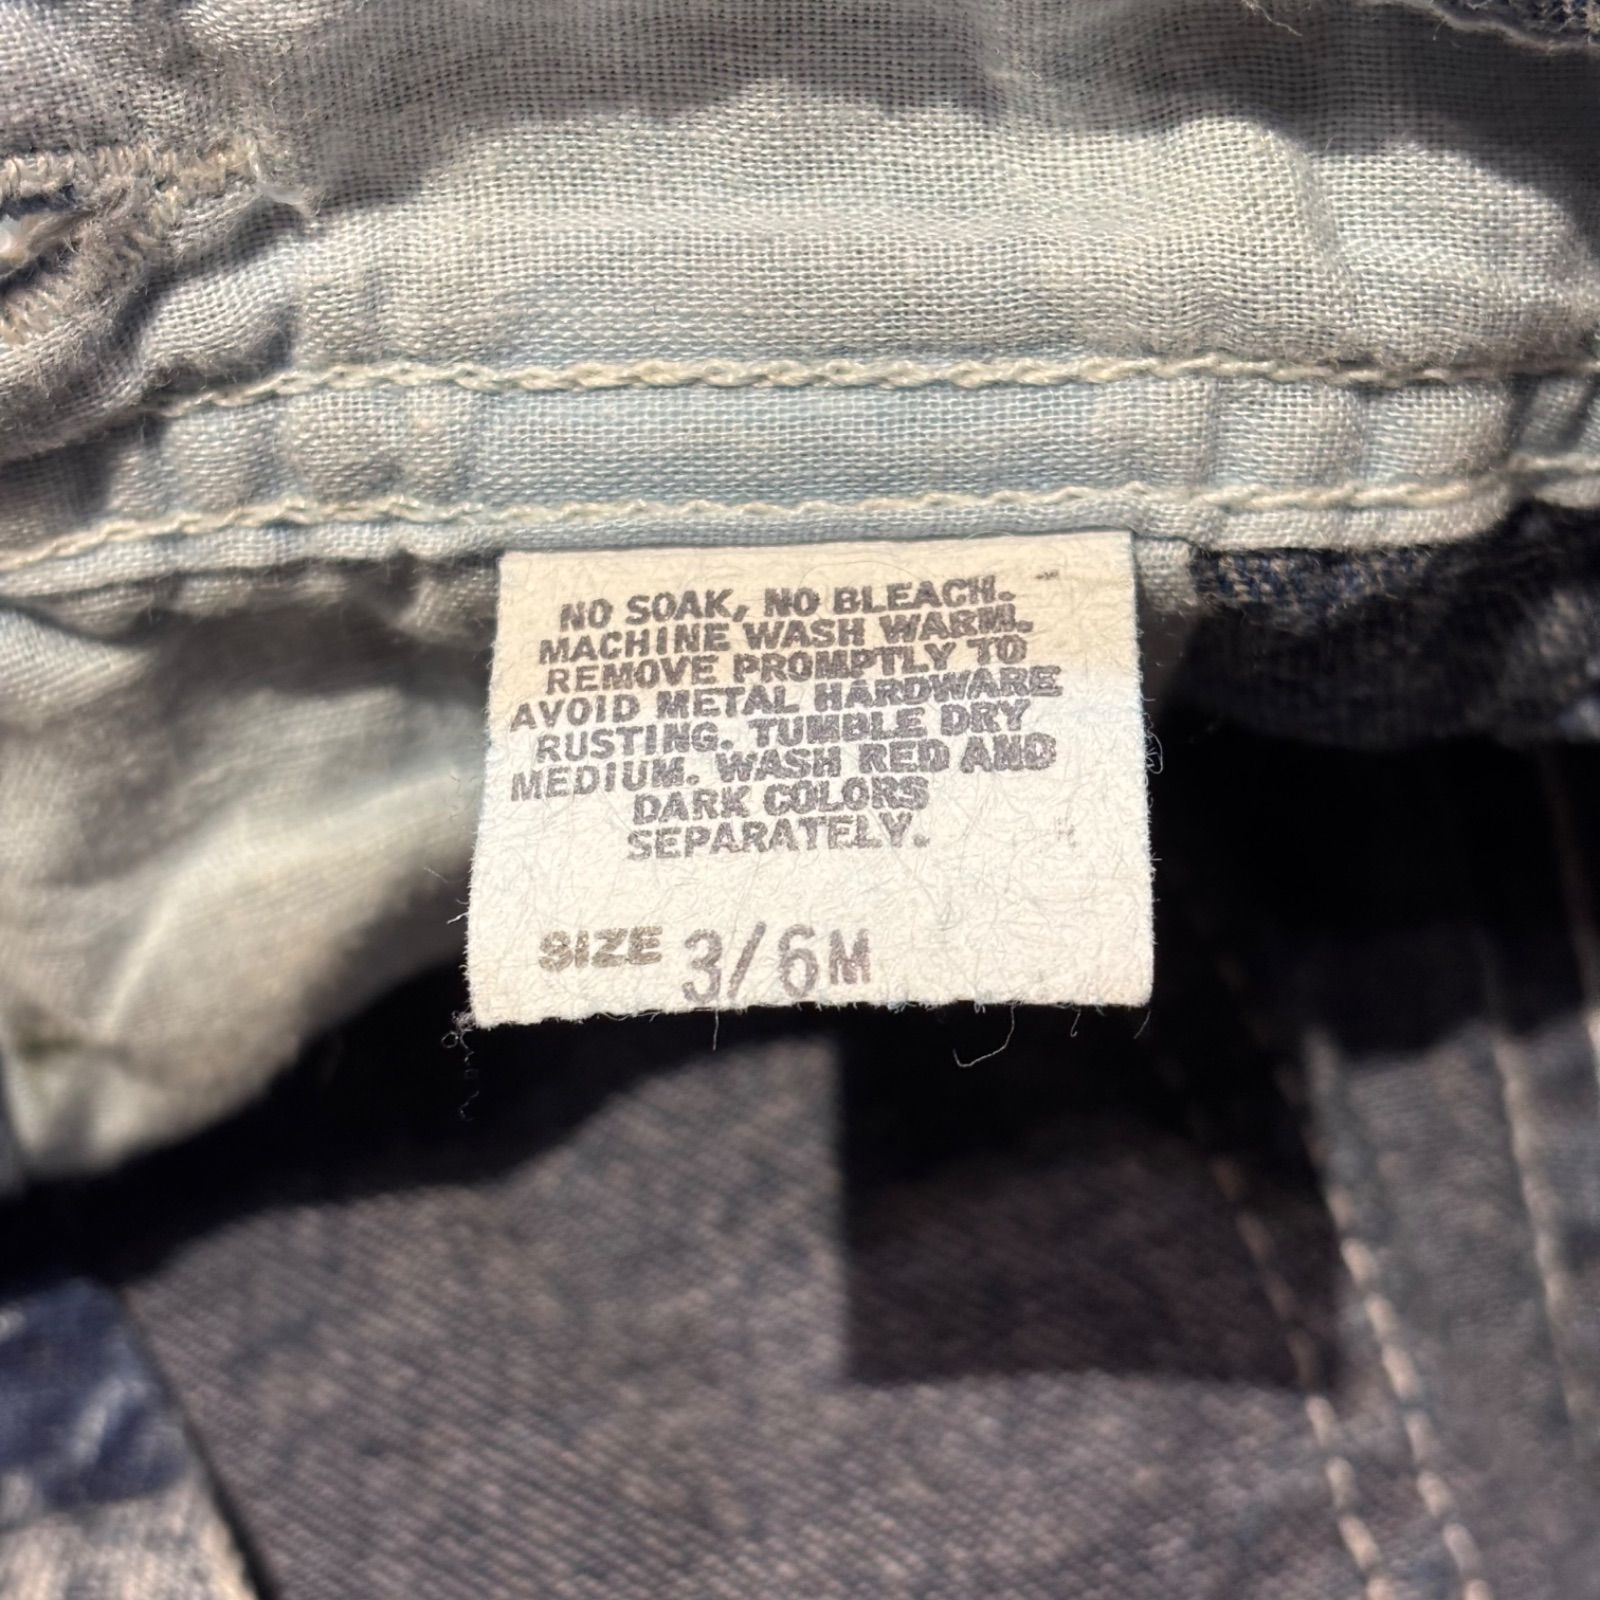 NO SOAK, NO BLEACH.
MACHINE WASH WARM.
REMOVE PROMPTLY TO
AVOID METAL HARDWARE
RUSTING. TUMBLE DRY
MEDIUM. WASH RED AND
DARK COLORS
SEPARATELY.
SIZE 3/6M